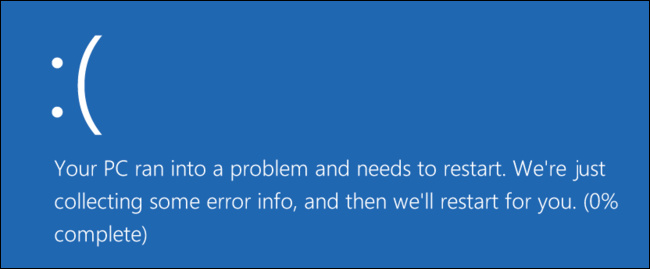 :(
Your PC ran into a problem and needs to restart. We're just
collecting some error info, and then we'll restart for you. (0%
complete)